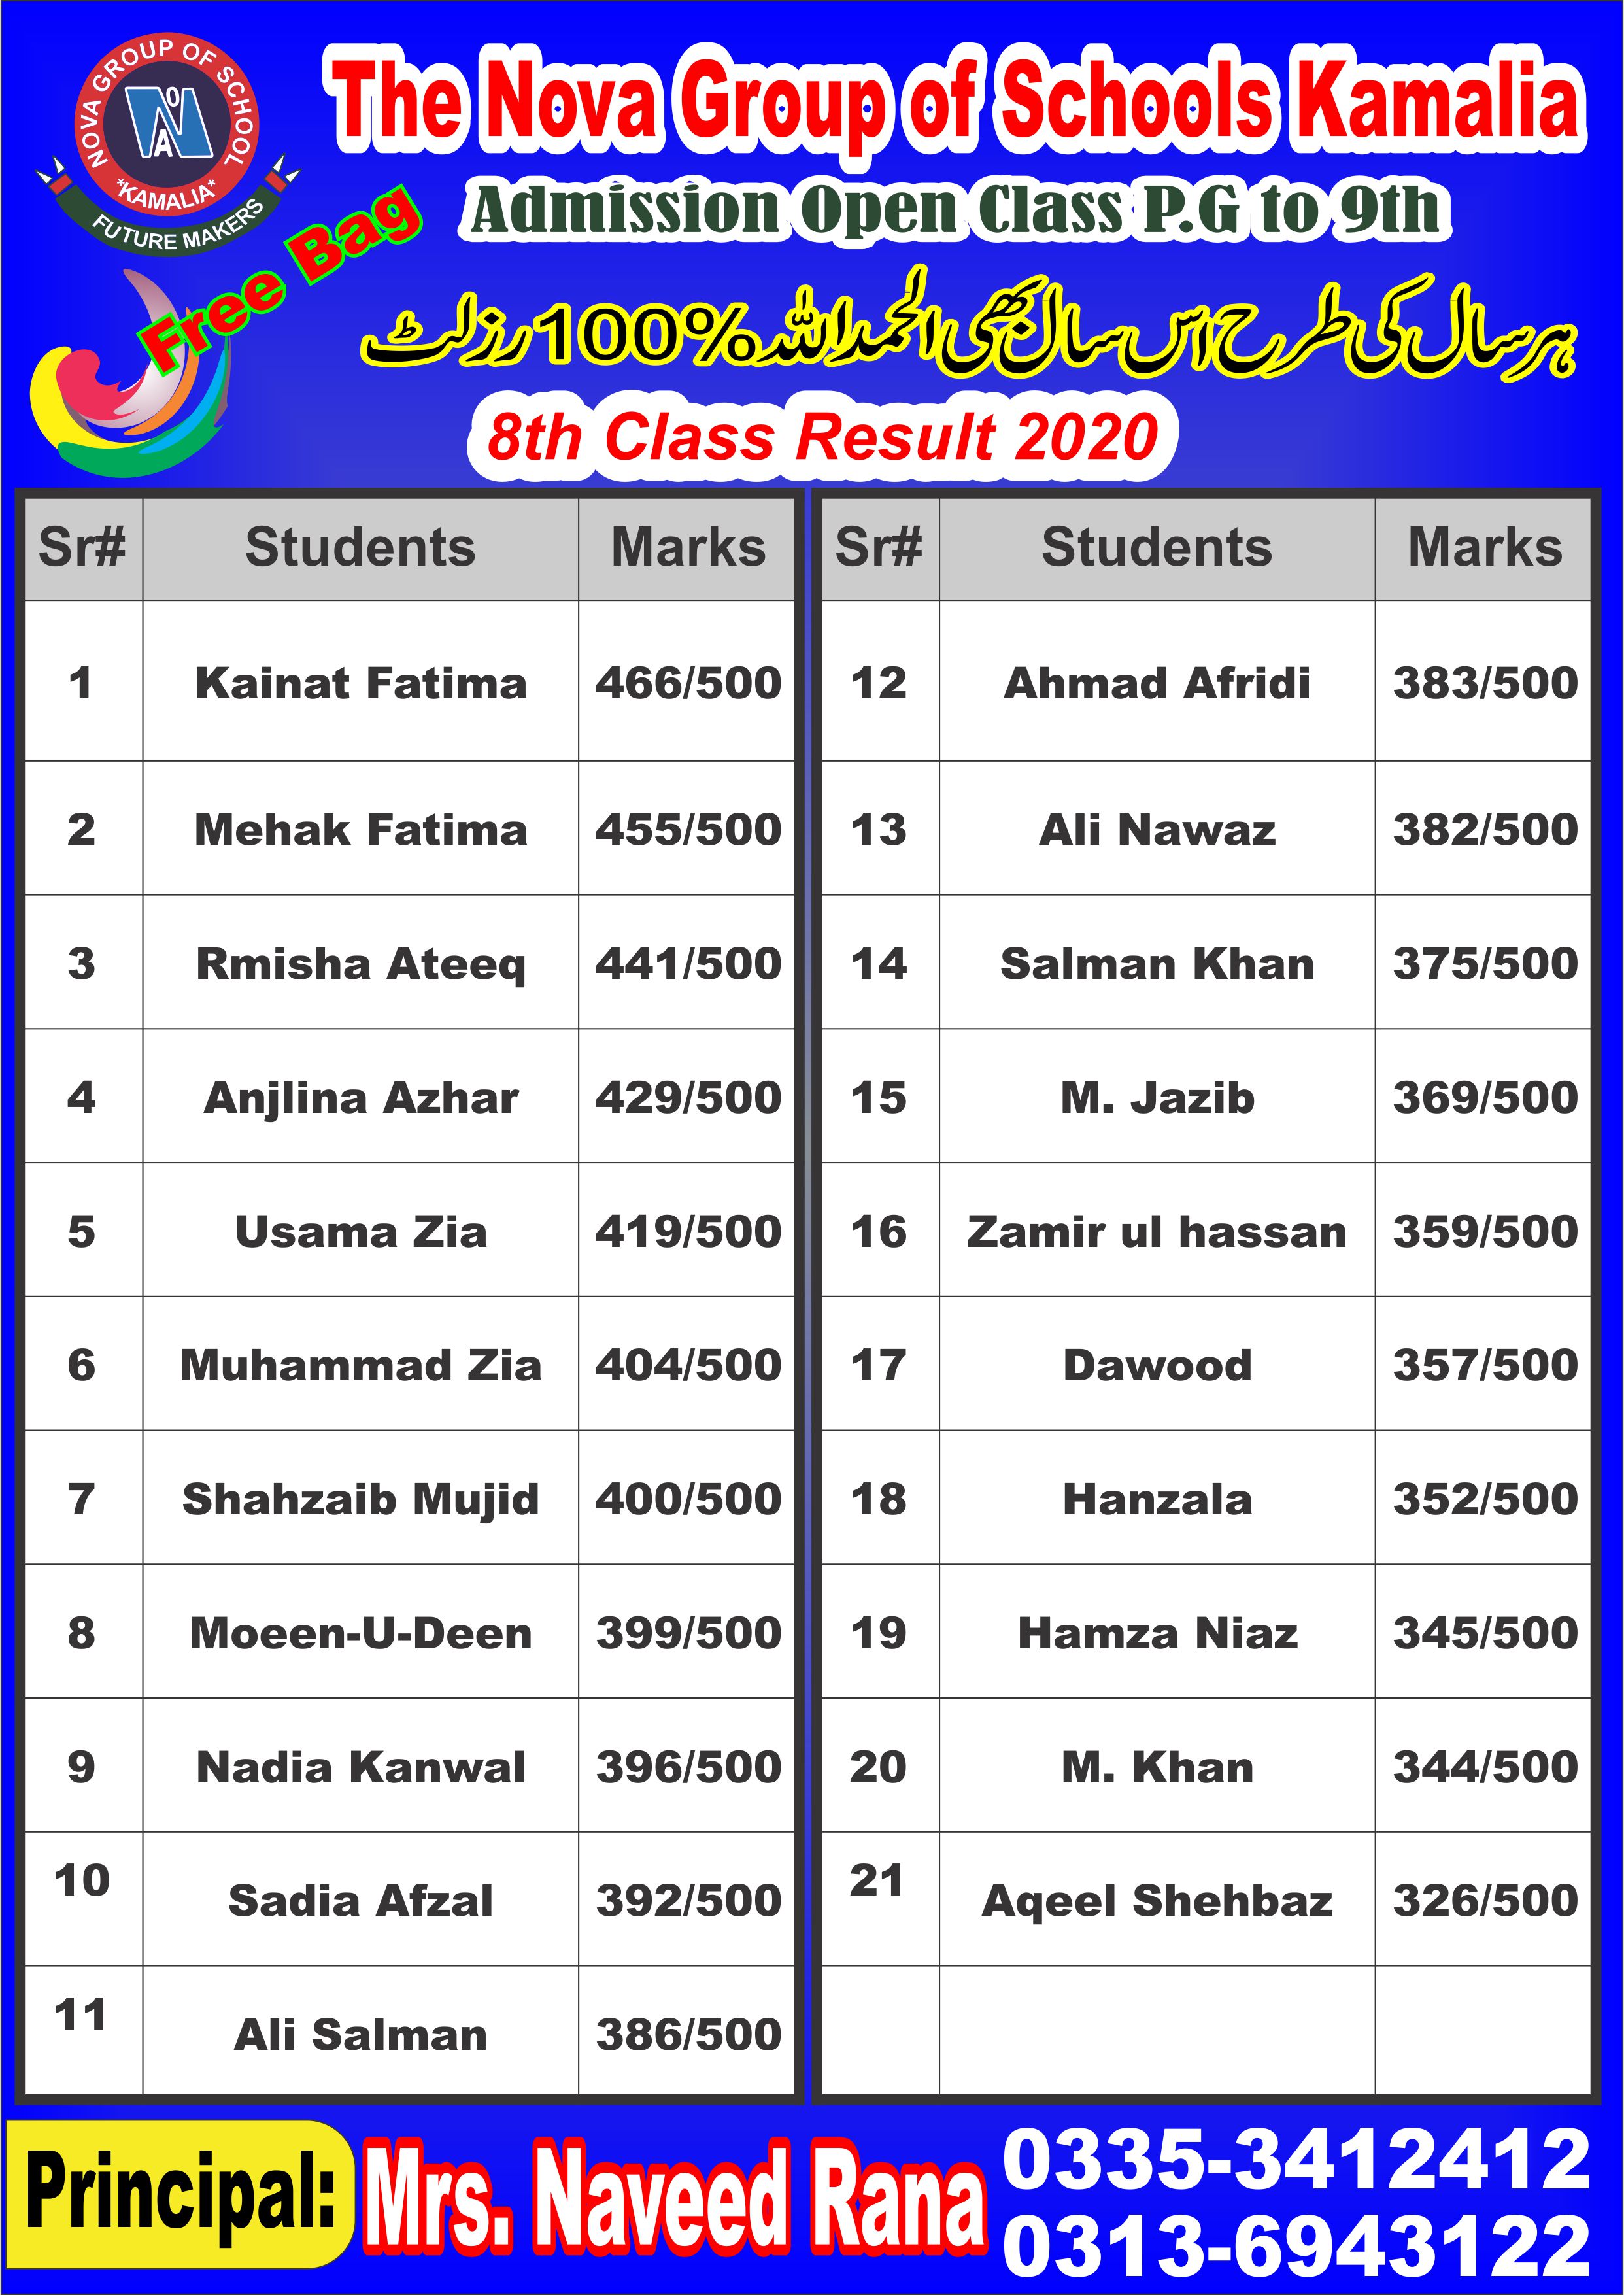 NOVA GROUP OF SCHOOL
NOVA
*KAMALIA*
FUTURE MAKERS
The Nova Group of Schools Kamalia
Admission Open Class P.G to 9th
Free Bag
ہر سال کی طرح اس سال بھی الحمد اللہ 100% رزلٹ
8th Class Result 2020
Sr# Students Marks
1 Kainat Fatima 466/500
2 Mehak Fatima 455/500
3 Rmisha Ateeq 441/500
4 Anjlina Azhar 429/500
5 Usama Zia 419/500
6 Muhammad Zia 404/500
7 Shahzaib Mujid 400/500
8 Moeen-U-Deen 399/500
9 Nadia Kanwal 396/500
10 Sadia Afzal 392/500
11 Ali Salman 386/500
Sr# Students Marks
12 Ahmad Afridi 383/500
13 Ali Nawaz 382/500
14 Salman Khan 375/500
15 M. Jazib 369/500
16 Zamir ul hassan 359/500
17 Dawood 357/500
18 Hanzala 352/500
19 Hamza Niaz 345/500
20 M. Khan 344/500
21 Aqeel Shehbaz 326/500
Principal: Mrs. Naveed Rana
0335-3412412
0313-6943122